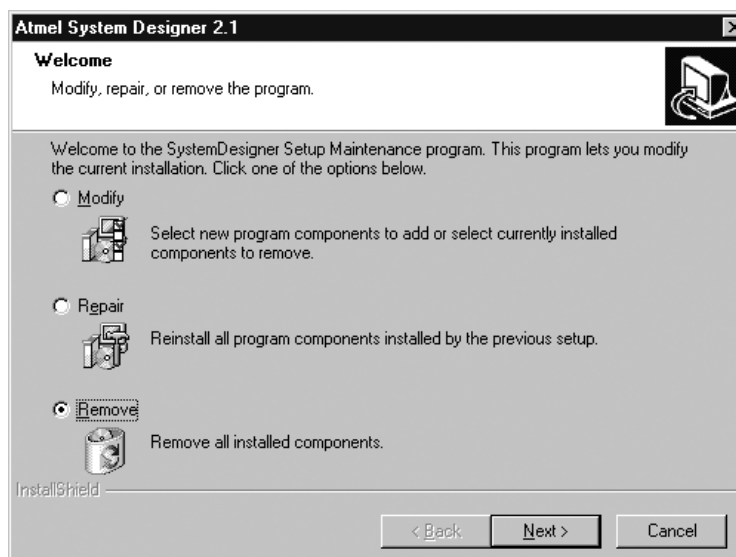 Atmel System Designer 2.1
Welcome
Modify, repair, or remove the program.
Welcome to the SystemDesigner Setup Maintenance program. This program lets you modify
the current installation. Click one of the options below.
Modify
Select new program components to add or select currently installed
components to remove.
Repair
Reinstall all program components installed by the previous setup.
Remove
Remove all installed components.
InstallShield
< Back
Next >
Cancel